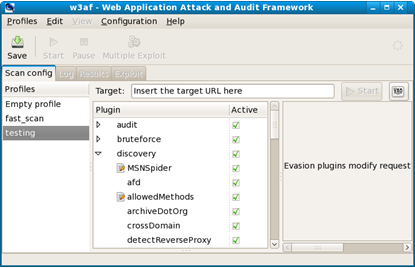 w3af - Web Application Attack and Audit Framework
Profiles Edit View Configuration Help
Save Start Pause Multiple Exploit
Scan config Log Results Exploit
Profiles
Empty profile
fast_scan
testing
Target: Insert the target URL here Start
Plugin Active
audit
bruteforce
discovery
MSNSpider
afd
allowedMethods
archiveDotOrg
crossDomain
detectReverseProxy
Evasion plugins modify request